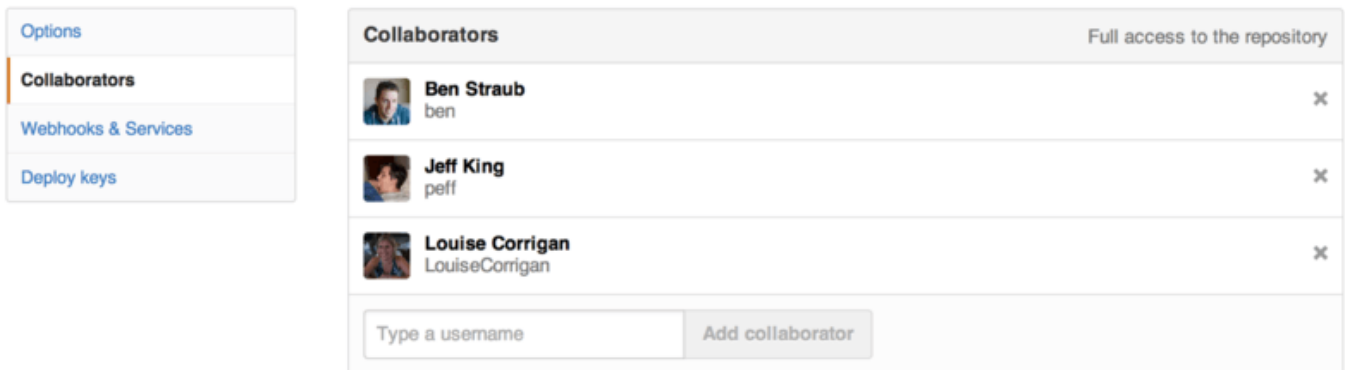 Options
Collaborators
Webhooks & Services
Deploy keys
Collaborators
Full access to the repository
Ben Straub
ben
Jeff King
peff
Louise Corrigan
LouiseCorrigan
Type a username
Add collaborator